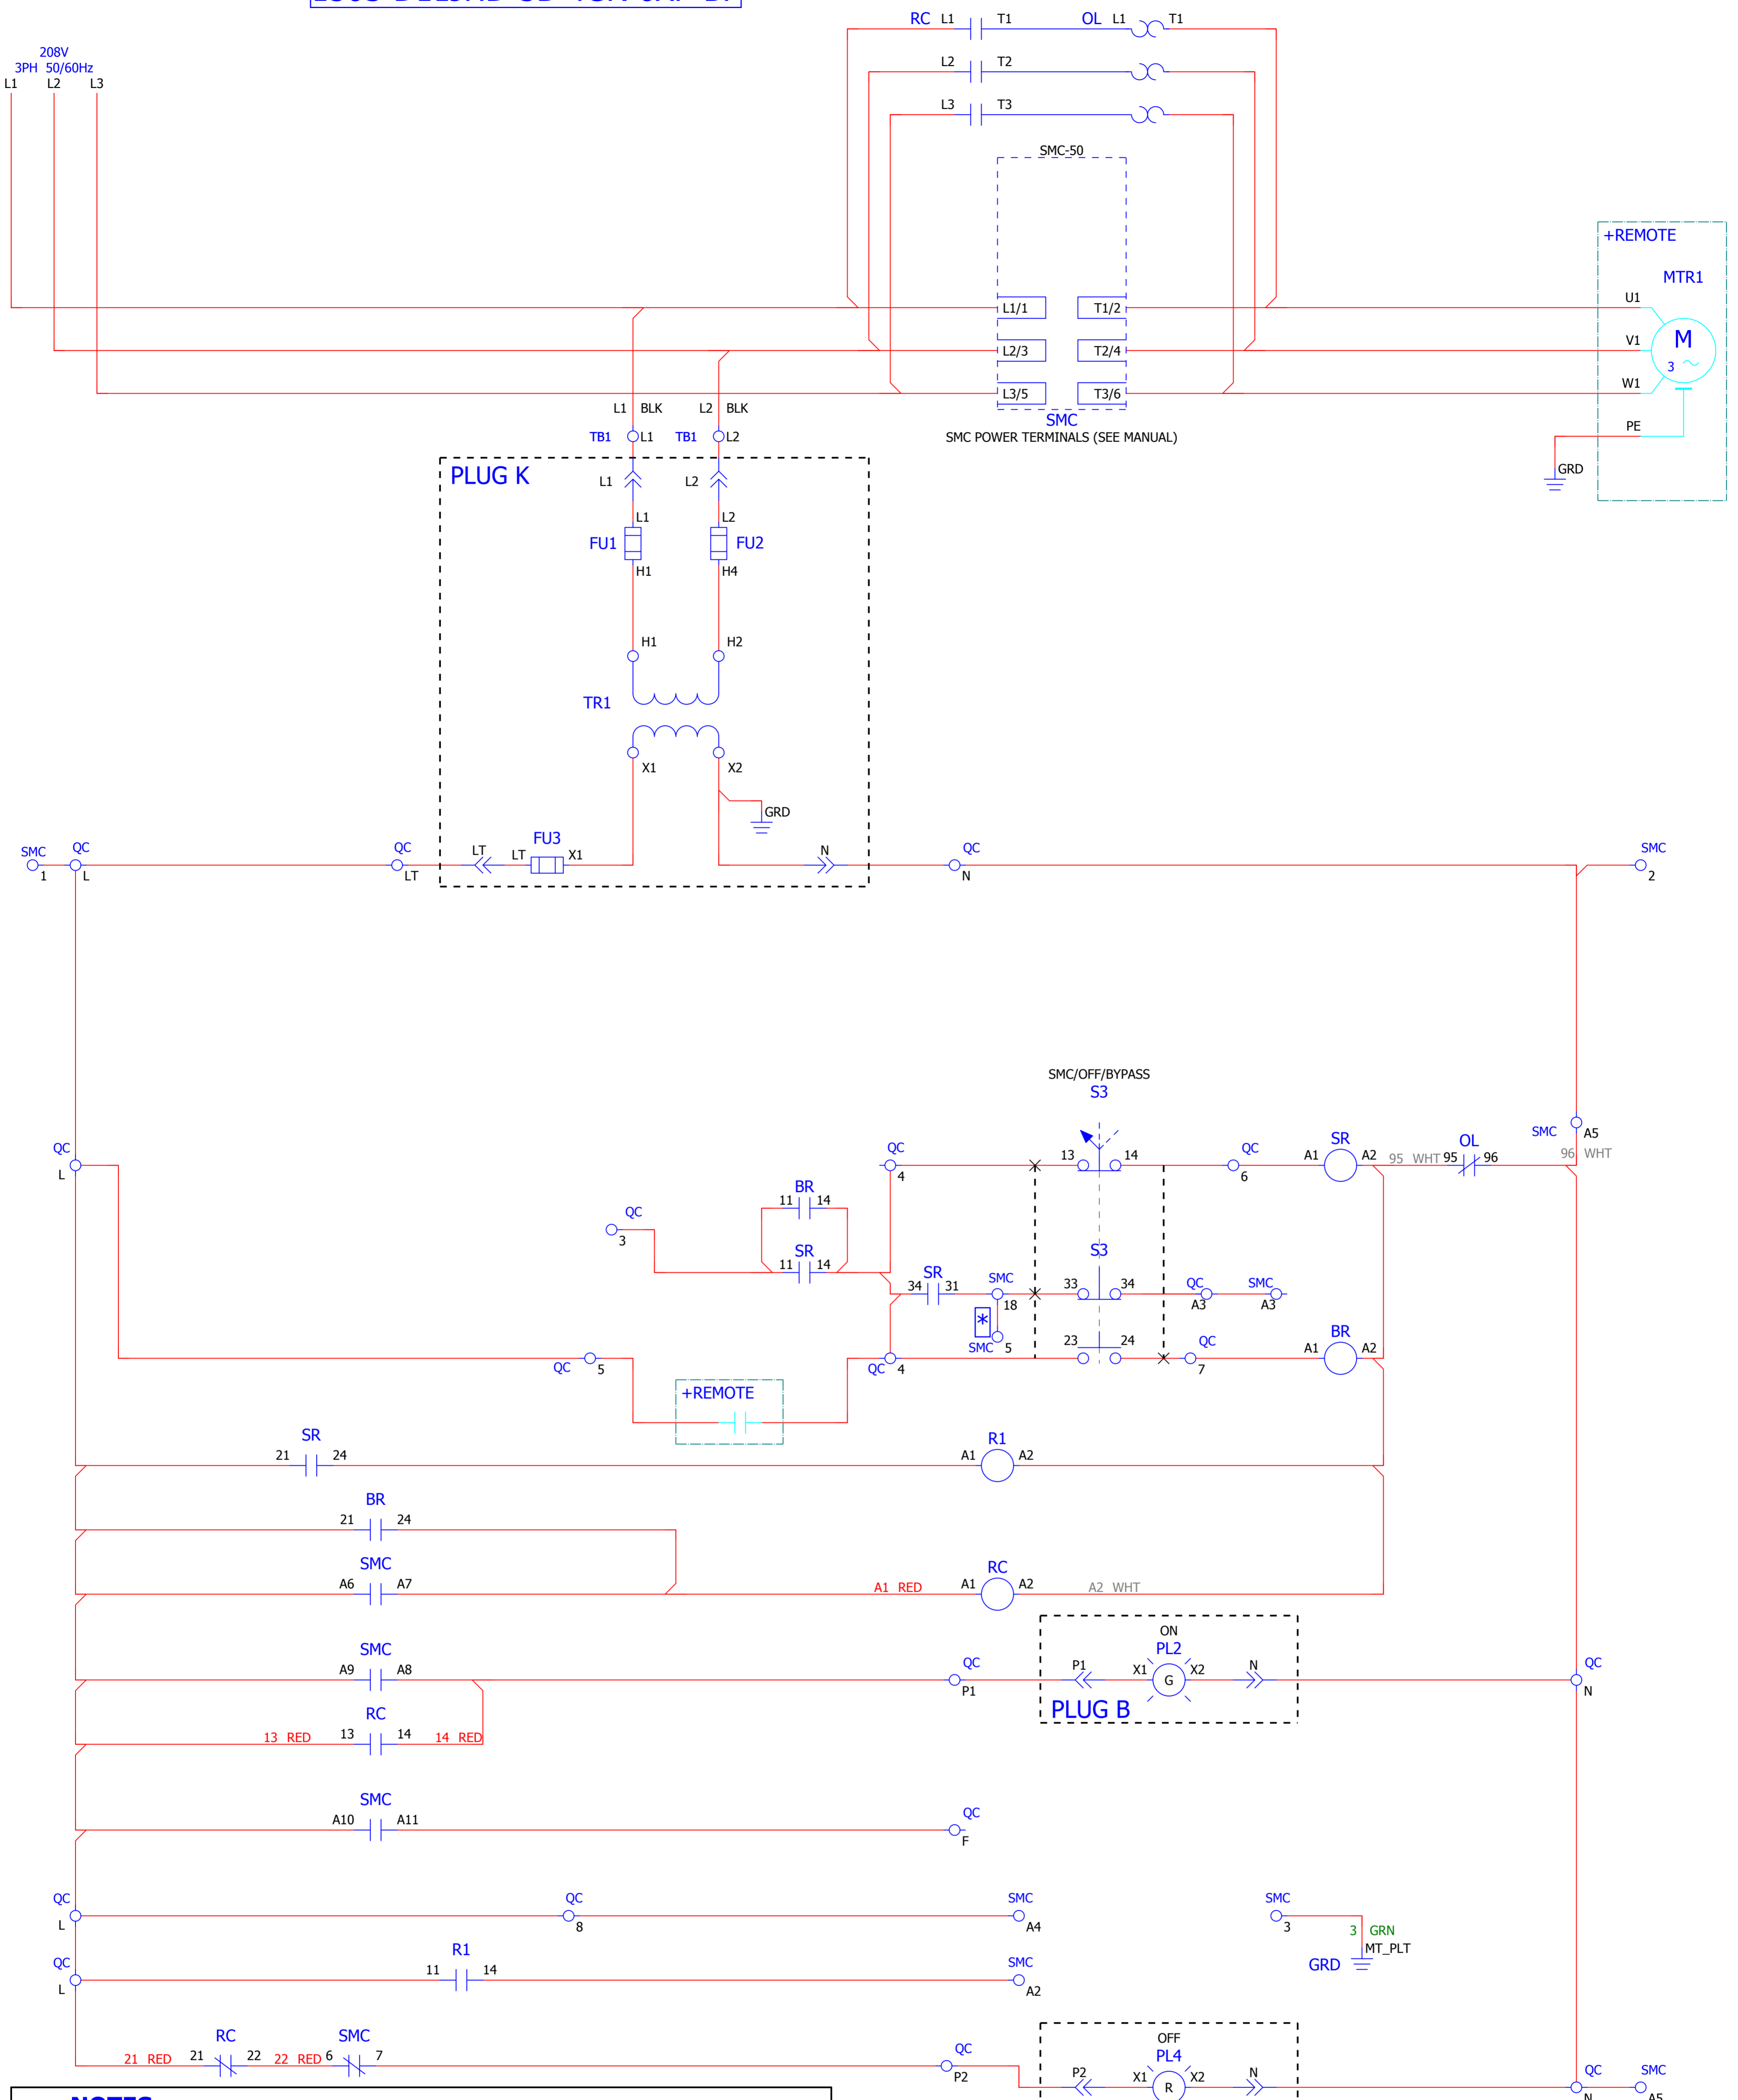 RC L1 T1 OL L1 T1
208V
3PH 50/60Hz
L1 L2 L3
L2 T2
L3 T3
SMC-50
+REMOTE
MTR1
L1/1 T1/2 U1
L2/3 T2/4 V1
M
3
L3/5 T3/6 W1
L1 BLK L2 BLK
SMC
PE
TB1 L1 TB1 L2
SMC POWER TERMINALS (SEE MANUAL)
GRD
PLUG K
L1 L2
L1 L2
FU1 FU2
H1 H4
H1 H2
TR1
X1 X2
GRD
FU3
SMC QC QC LT LT X1 N QC SMC
1 L LT N 2
SMC/OFF/BYPASS
S3
SMC A5
QC QC 13 14 QC SR OL
L 4 6 A1 A2 95 WHT 95 96 96 WHT
BR
11 14
QC
3
SR
11 14
S3
SR
34 31 SMC 33 34 QC SMC
18 A3 A3
*
SMC 5 23 24 QC BR
A1 A2
QC 5 QC 4 7
+REMOTE
SR R1
21 24 A1 A2
BR
21 24
SMC RC
A6 A7 A1 RED A1 A2 A2 WHT
ON
SMC PL2
A9 A8 QC P1 X1 G X2 N QC
P1 N
PLUG B
RC
13 RED 13 14 14 RED
SMC
A10 A11 QC
F
QC QC SMC SMC
L 8 A4 3
3 GRN
MT_PLT
GRD
QC R1 SMC
L 11 14 A2
OFF
RC SMC PL4
21 RED 21 22 22 RED 6 7 QC P2 X1 R X2 N QC SMC
P2 N A5